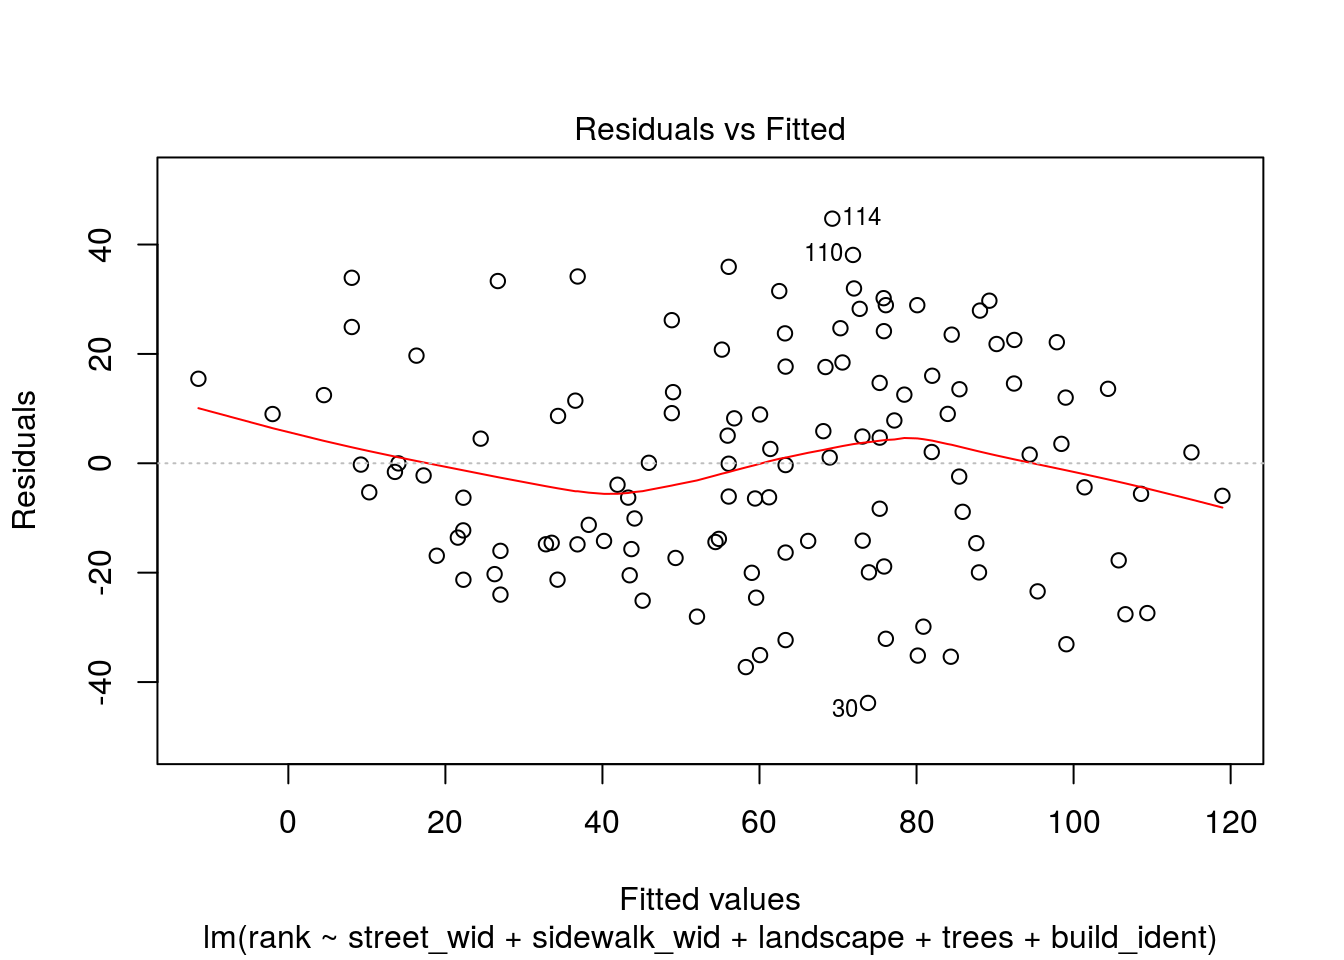 Residuals vs Fitted
Residuals
40
20
0
-20
-40
114
110
30
0 20 40 60 80 100 120
Fitted values
lm(rank ~ street_wid + sidewalk_wid + landscape + trees + build_ident)